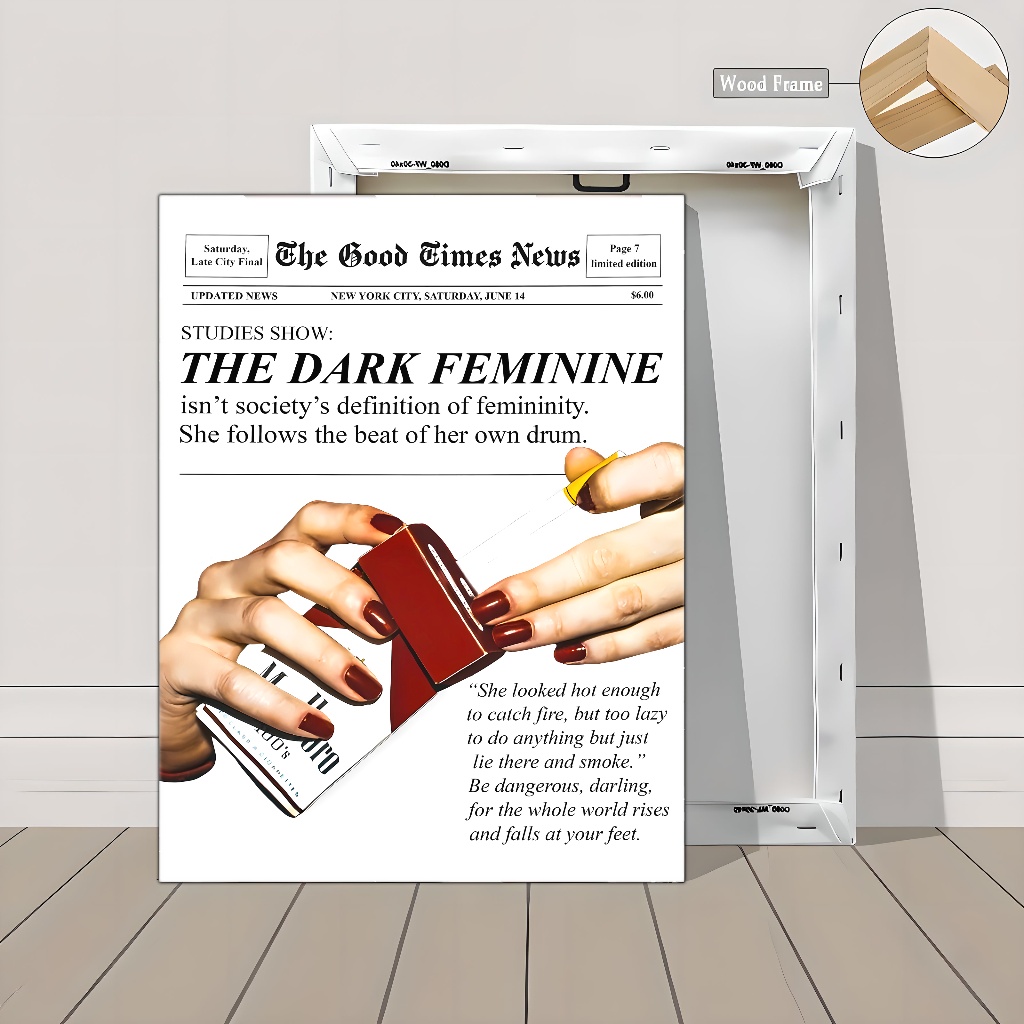 Wood Frame
Saturday,
Late City Final
The Good Times News
Page 7
limited edition
UPDATED NEWS
NEW YORK CITY, SATURDAY, JUNE 14
$6.00
STUDIES SHOW:
THE DARK FEMININE
isn't society's definition of femininity.
She follows the beat of her own drum.
100's
“She looked hot enough
to catch fire, but too lazy
to do anything but just
lie there and smoke.”
Be dangerous, darling,
for the whole world rises
and falls at your feet.